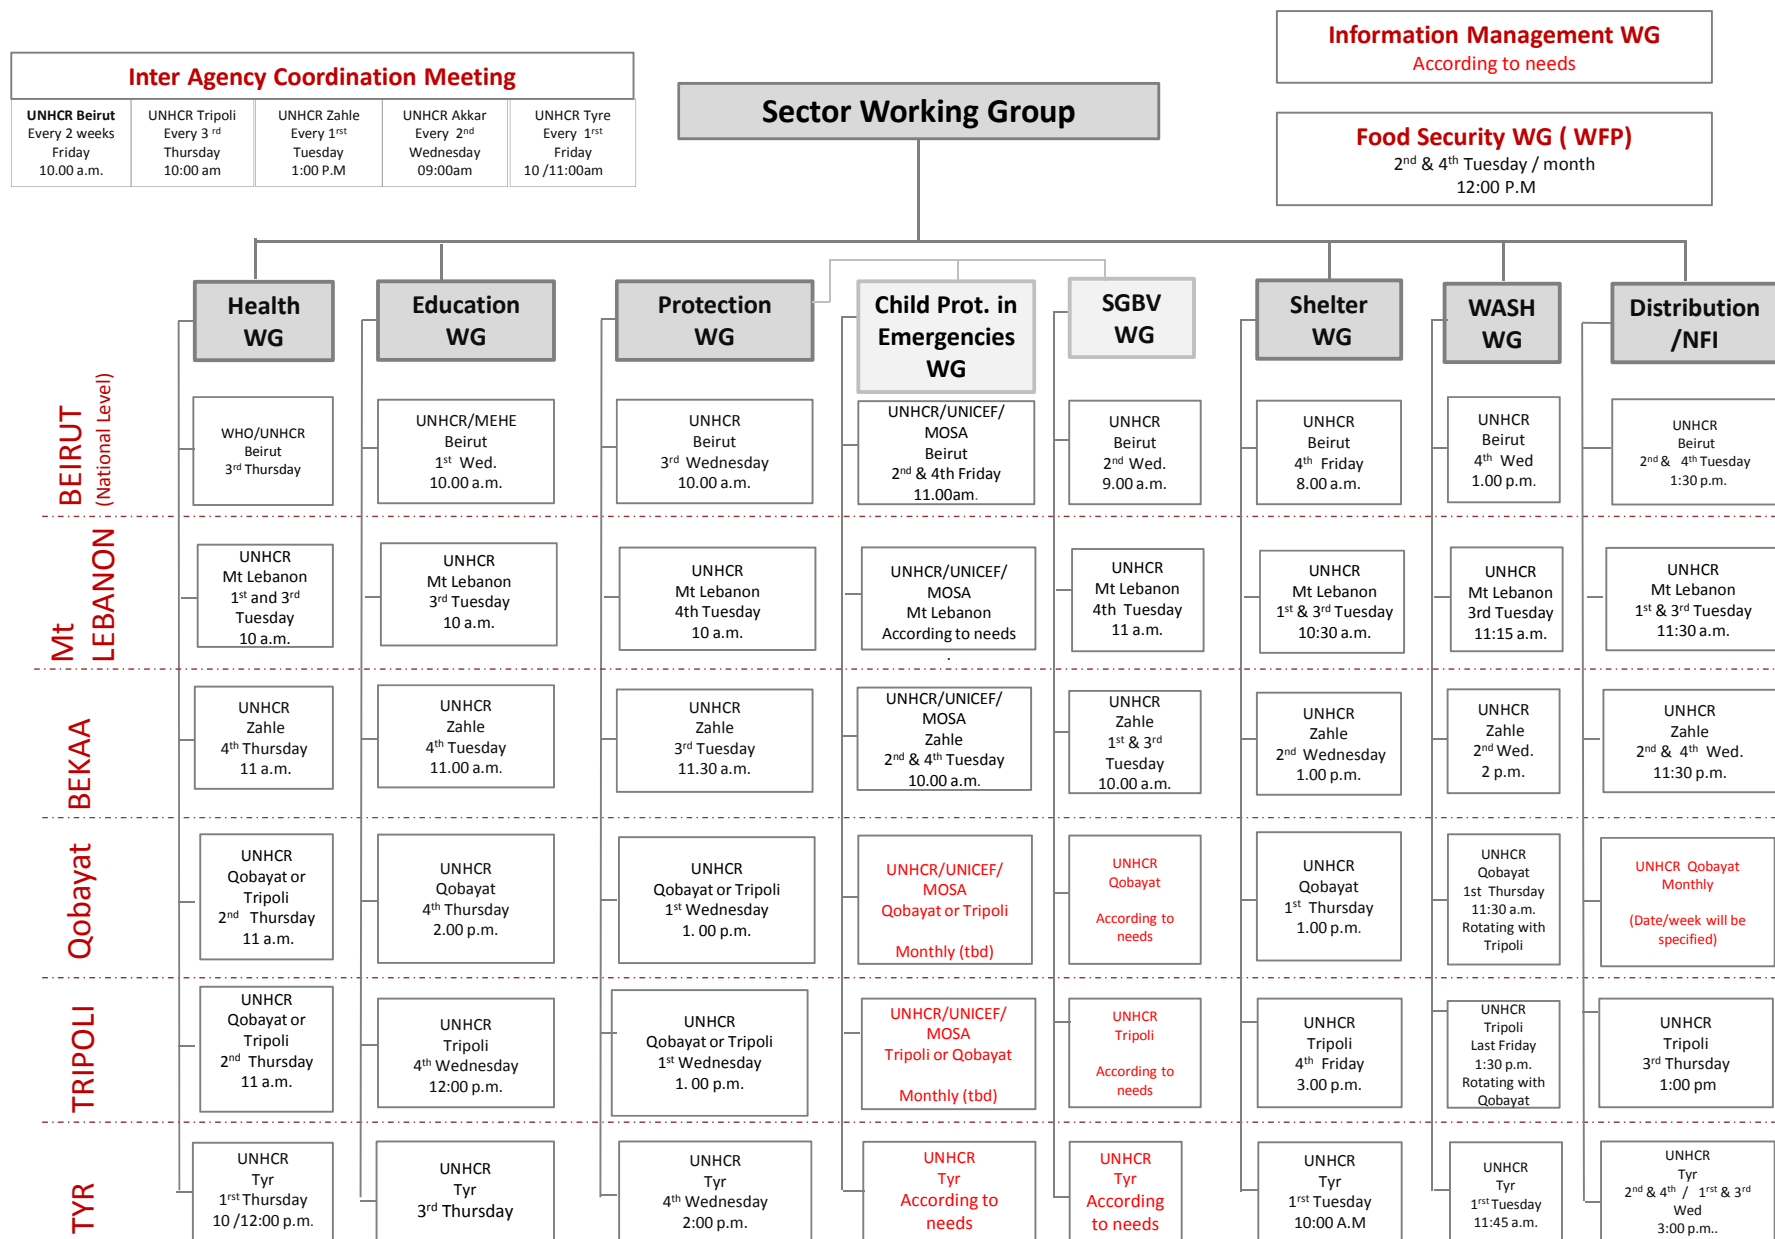 Information Management WG
According to needs
Inter Agency Coordination Meeting
UNHCR Beirut
Every 2 weeks
Friday
10.00 a.m.
UNHCR Tripoli
Every 3 rd
Thursday
10:00 am
UNHCR Zahle
Every 1rst
Tuesday
1:00 P.M
UNHCR Akkar
Every 2nd
Wednesday
09:00am
UNHCR Tyre
Every 1rst
Friday
10 /11:00am
Sector Working Group
Food Security WG ( WFP)
2nd & 4th Tuesday / month
12:00 P.M
Health
WG
Education
WG
Protection
WG
Child Prot. in
Emergencies
WG
SGBV
WG
Shelter
WG
WASH
WG
Distribution
/NFI
BEIRUT
(National Level)
WHO/UNHCR
Beirut
3rd Thursday
UNHCR/MEHE
Beirut
1st Wed.
10.00 a.m.
UNHCR
Beirut
3rd Wednesday
10.00 a.m.
UNHCR/UNICEF/
MOSA
Beirut
2nd & 4th Friday
11.00am.
UNHCR
Beirut
2nd Wed.
9.00 a.m.
UNHCR
Beirut
4th Friday
8.00 a.m.
UNHCR
Beirut
4th Wed
1.00 p.m.
UNHCR
Beirut
2nd & 4th Tuesday
1:30 p.m.
Mt
LEBANON
UNHCR
Mt Lebanon
1st and 3rd
Tuesday
10 a.m.
UNHCR
Mt Lebanon
3rd Tuesday
10 a.m.
UNHCR
Mt Lebanon
4th Tuesday
10 a.m.
UNHCR/UNICEF/
MOSA
Mt Lebanon
According to needs
.
UNHCR
Mt Lebanon
4th Tuesday
11 a.m.
UNHCR
Mt Lebanon
1st & 3rd Tuesday
10:30 a.m.
UNHCR
Mt Lebanon
3rd Tuesday
11:15 a.m.
UNHCR
Mt Lebanon
1st & 3rd Tuesday
11:30 a.m.
BEKAA
UNHCR
Zahle
4th Thursday
11 a.m.
UNHCR
Zahle
4th Tuesday
11.00 a.m.
UNHCR
Zahle
3rd Tuesday
11.30 a.m.
UNHCR/UNICEF/
MOSA
Zahle
2nd & 4th Tuesday
10.00 a.m.
UNHCR
Zahle
1st & 3rd
Tuesday
10.00 a.m.
UNHCR
Zahle
2nd Wednesday
1.00 p.m.
UNHCR
Zahle
2nd Wed.
2 p.m.
UNHCR
Zahle
2nd & 4th Wed.
11:30 p.m.
Qobayat
UNHCR
Qobayat or
Tripoli
2nd Thursday
11 a.m.
UNHCR
Qobayat
4th Thursday
2.00 p.m.
UNHCR
Qobayat or Tripoli
1st Wednesday
1. 00 p.m.
UNHCR/UNICEF/
MOSA
Qobayat or Tripoli
Monthly (tbd)
UNHCR
Qobayat
According to
needs
UNHCR
Qobayat
1st Thursday
1.00 p.m.
UNHCR
Qobayat
1st Thursday
11:30 a.m.
Rotating with
Tripoli
UNHCR Qobayat
Monthly
(Date/week will be
specified)
TRIPOLI
UNHCR
Qobayat or
Tripoli
2nd Thursday
11 a.m.
UNHCR
Tripoli
4th Wednesday
12:00 p.m.
UNHCR
Qobayat or Tripoli
1st Wednesday
1. 00 p.m.
UNHCR/UNICEF/
MOSA
Tripoli or Qobayat
Monthly (tbd)
UNHCR
Tripoli
According to
needs
UNHCR
Tripoli
4th Friday
3.00 p.m.
UNHCR
Tripoli
Last Friday
1:30 p.m.
Rotating with
Qobayat
UNHCR
Tripoli
3rd Thursday
1:00 pm
TYR
UNHCR
Tyr
1rst Thursday
10 /12:00 p.m.
UNHCR
Tyr
3rd Thursday
UNHCR
Tyr
4th Wednesday
2:00 p.m.
UNHCR
Tyr
According to
needs
UNHCR
Tyr
According
to needs
UNHCR
Tyr
1rst Tuesday
10:00 A.M
UNHCR
Tyr
1rst Tuesday
11:45 a.m.
UNHCR
Tyr
2nd & 4th / 1rst & 3rd
Wed
3:00 p.m..